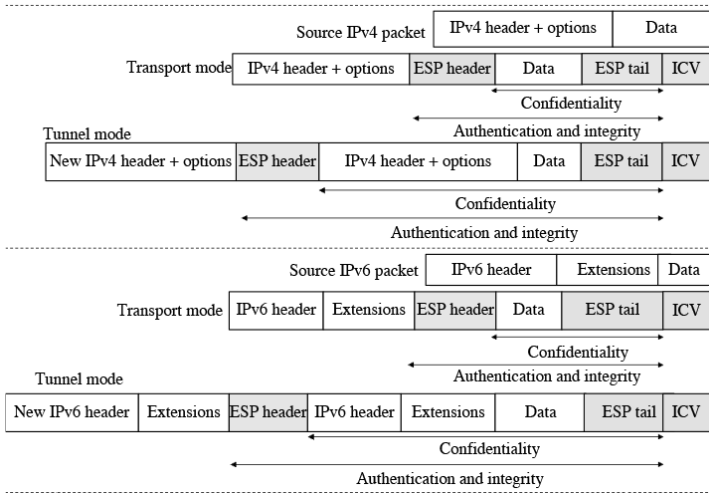 Source IPv4 packet IPv4 header + options Data
Transport mode IPv4 header + options ESP header Data ESP tail ICV
Confidentiality
Authentication and integrity
Tunnel mode
New IPv4 header + options ESP header IPv4 header + options Data ESP tail ICV
Confidentiality
Authentication and integrity
Source IPv6 packet IPv6 header Extensions Data
Transport mode IPv6 header Extensions ESP header Data ESP tail ICV
Confidentiality
Authentication and integrity
Tunnel mode
New IPv6 header Extensions ESP header IPv6 header Extensions Data ESP tail ICV
Confidentiality
Authentication and integrity